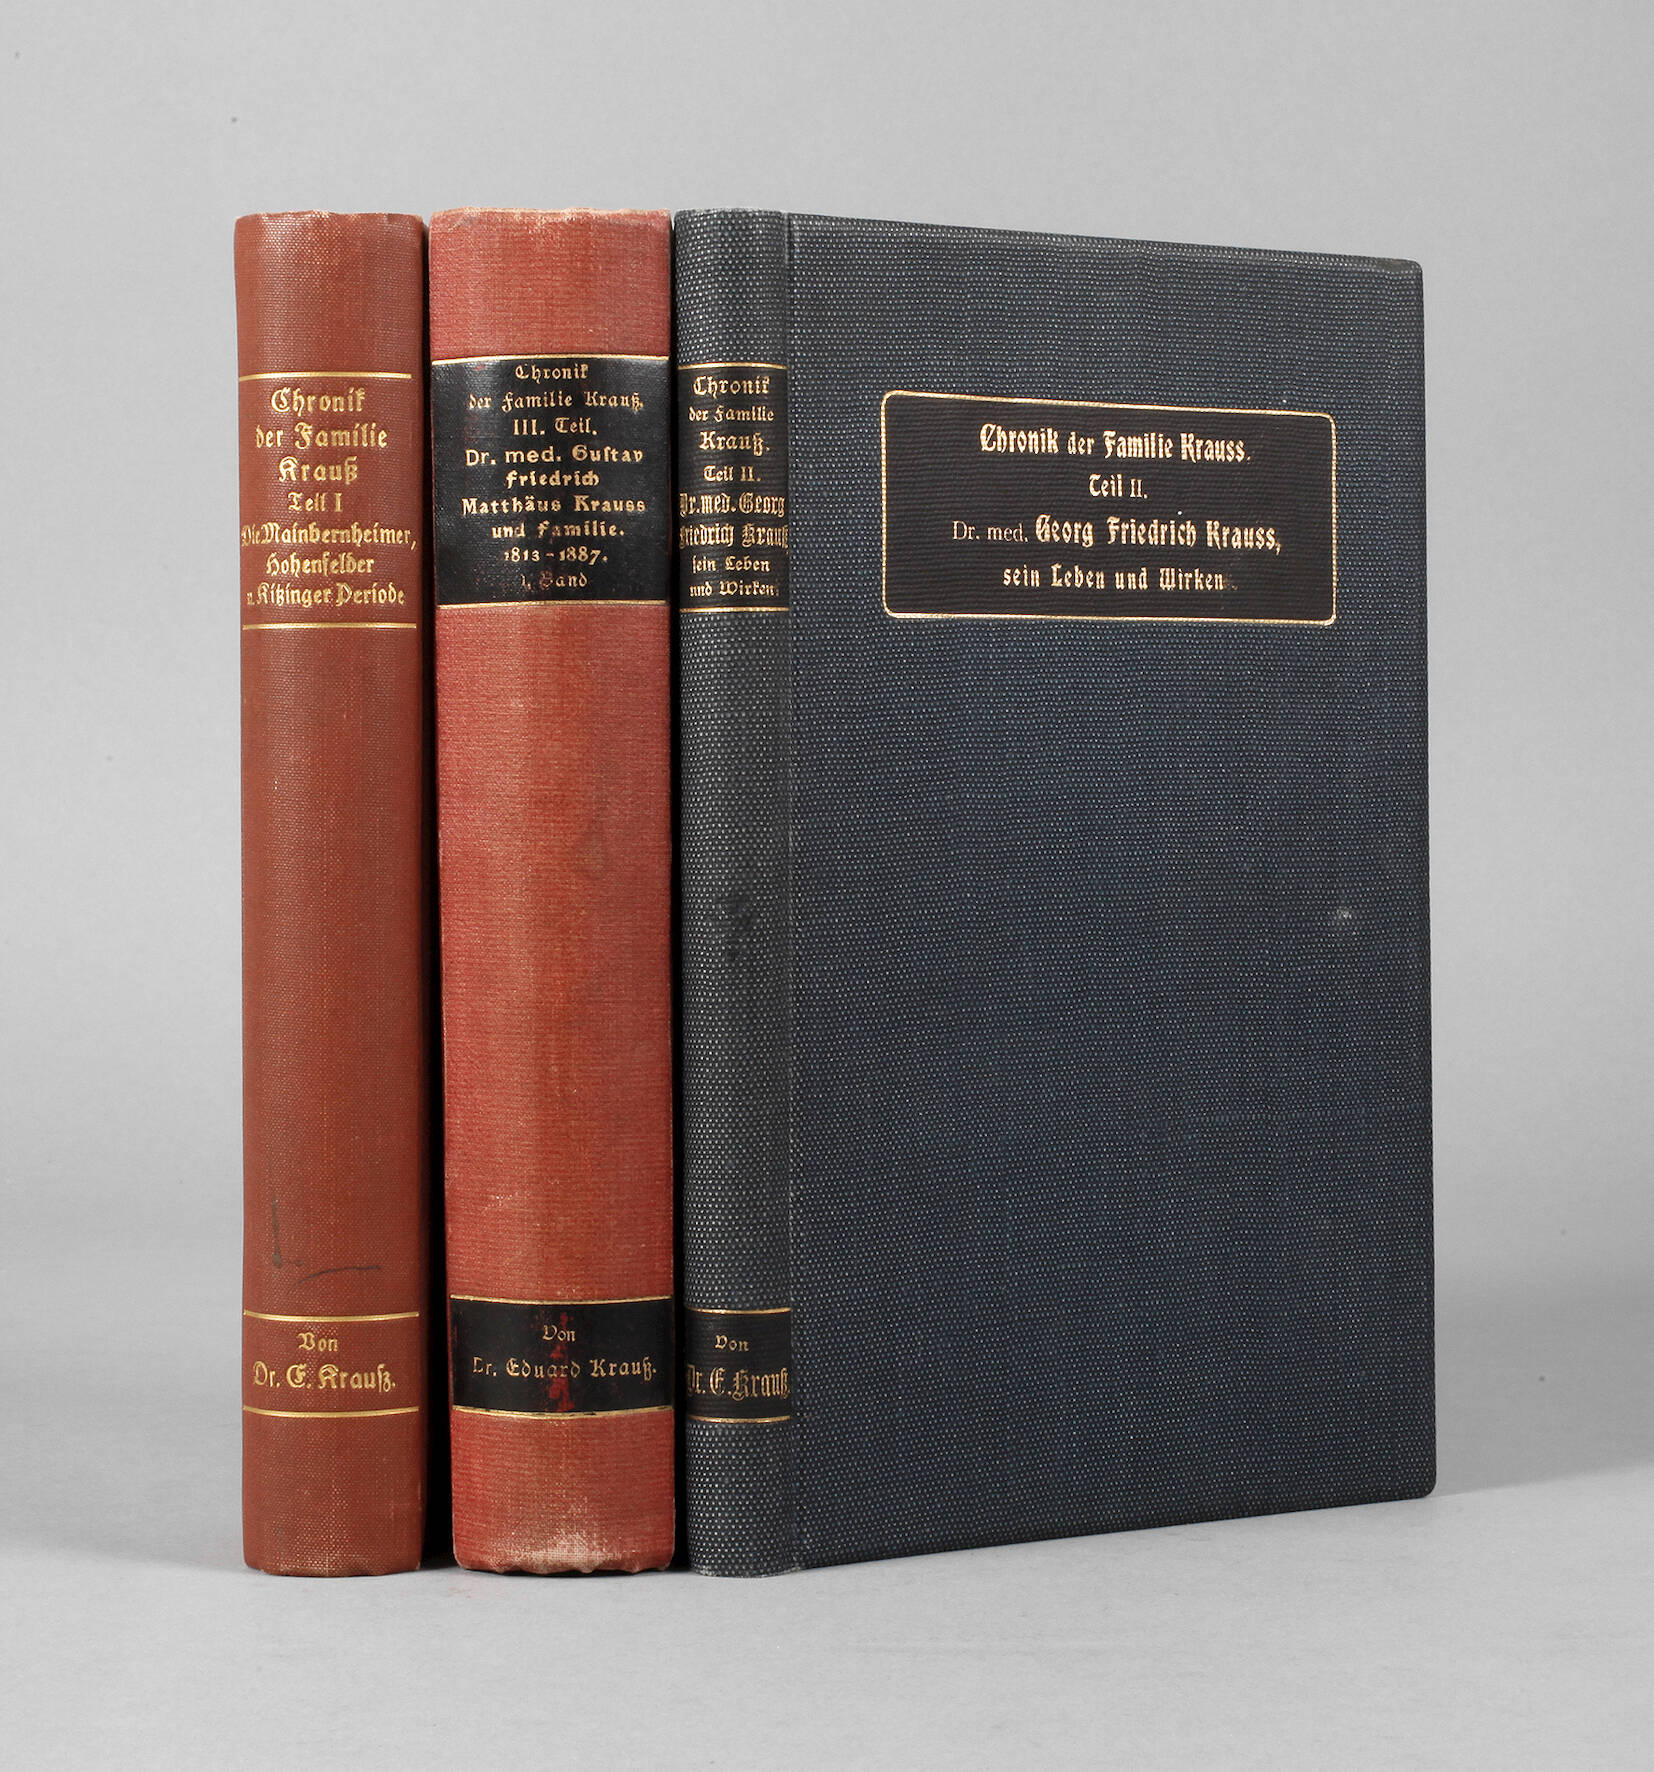 Chronik
der Familie
Krauß
Teil I
Die Mainbernheimer,
Hohenfelder
u. Kitzinger Periode
Von
Dr. E. Krauß.
Chronik
der Familie Krauß.
III. Teil.
Dr. med. Gustav
Friedrich
Matthäus Krauss
und Familie.
1813-1887.
1. Band
Von
Dr. Eduard Krauß.
Chronik
der Familie
Krauß.
Teil II.
Dr. med. Georg
Friedrich Krauß
sein Leben
und Wirken.
Von
Dr. E. Krauß.
Chronik der Familie Krauss.
Teil II.
Dr. med. Georg Friedrich Krauss,
sein Leben und Wirken.